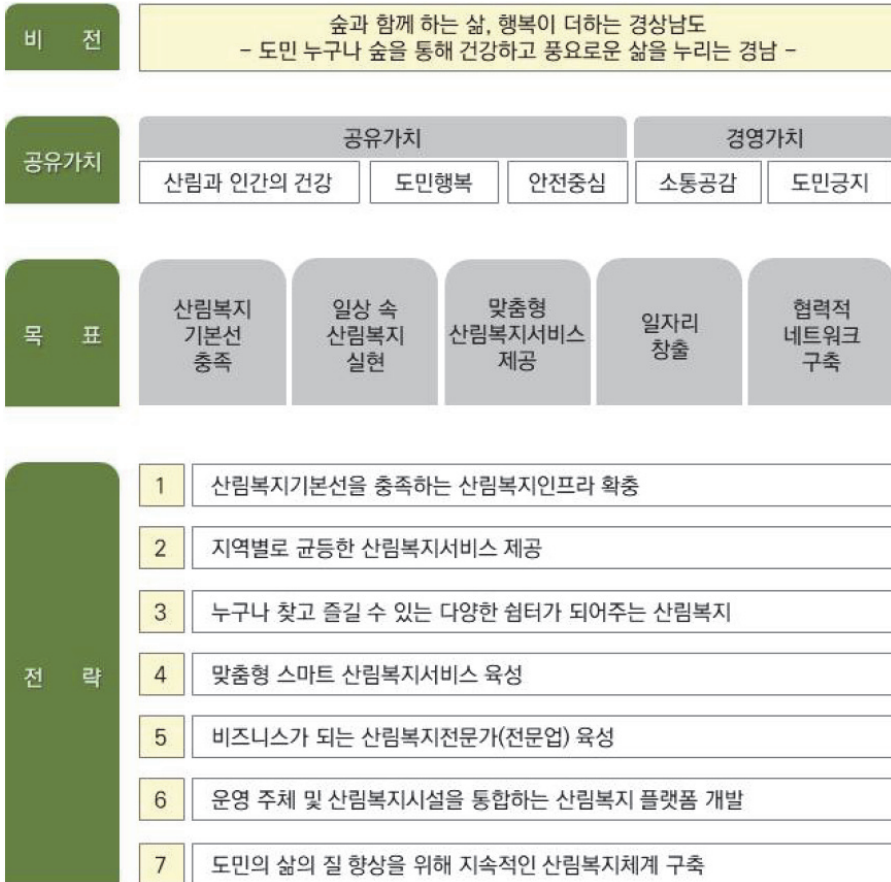 비 전
숲과 함께 하는 삶, 행복이 더하는 경상남도
- 도민 누구나 숲을 통해 건강하고 풍요로운 삶을 누리는 경남 -
공유가치
공유가치 경영가치
산림과 인간의 건강 도민행복 안전중심 소통공감 도민긍지
목 표
산림복지
기본선
충족
일상 속
산림복지
실현
맞춤형
산림복지서비스
제공
일자리
창출
협력적
네트워크
구축
전 략
1 산림복지기본선을 충족하는 산림복지인프라 확충
2 지역별로 균등한 산림복지서비스 제공
3 누구나 찾고 즐길 수 있는 다양한 쉼터가 되어주는 산림복지
4 맞춤형 스마트 산림복지서비스 육성
5 비즈니스가 되는 산림복지전문가(전문업) 육성
6 운영 주체 및 산림복지시설을 통합하는 산림복지 플랫폼 개발
7 도민의 삶의 질 향상을 위해 지속적인 산림복지체계 구축